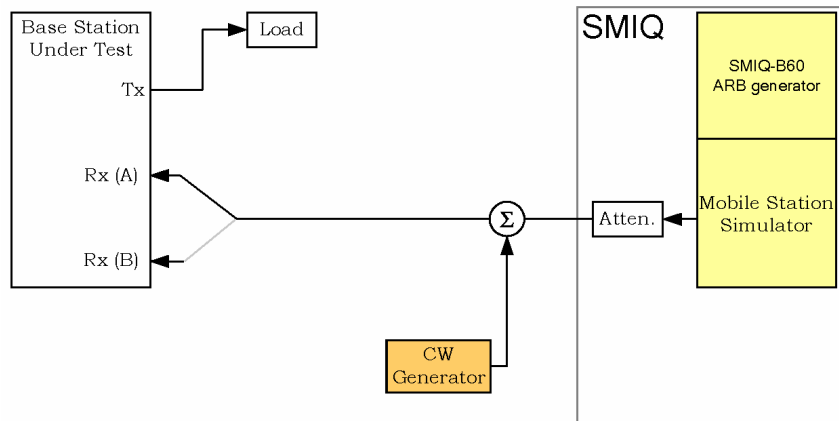 Base Station
Under Test
Tx
Load
Rx (A)
Rx (B)
Σ
CW
Generator
SMIQ
SMIQ-B60
ARB generator
Atten.
Mobile Station
Simulator